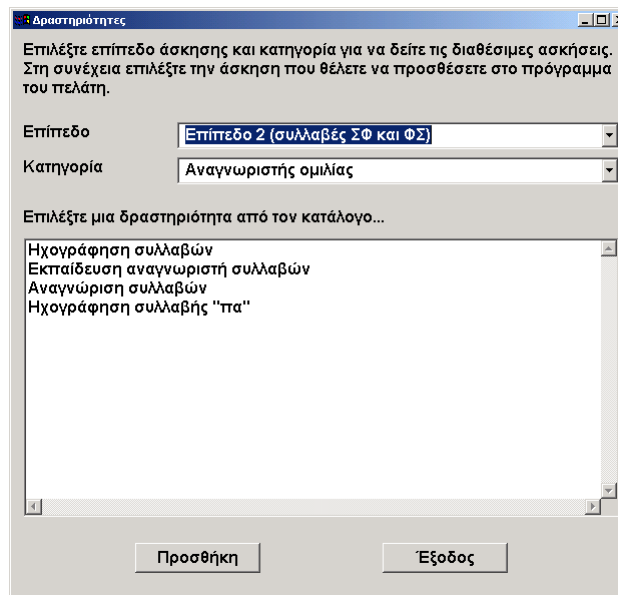 Δραστηριότητες
Επιλέξτε επίπεδο άσκησης και κατηγορία για να δείτε τις διαθέσιμες ασκήσεις.
Στη συνέχεια επιλέξτε την άσκηση που θέλετε να προσθέσετε στο πρόγραμμα
του πελάτη.
Επίπεδο
Επίπεδο 2 (συλλαβές ΣΦ και ΦΣ)
Κατηγορία
Αναγνωριστής ομιλίας
Επιλέξτε μια δραστηριότητα από τον κατάλογο...
Ηχογράφηση συλλαβών
Εκπαίδευση αναγνωριστή συλλαβών
Αναγνώριση συλλαβών
Ηχογράφηση συλλαβής "πα"
Προσθήκη
Έξοδος